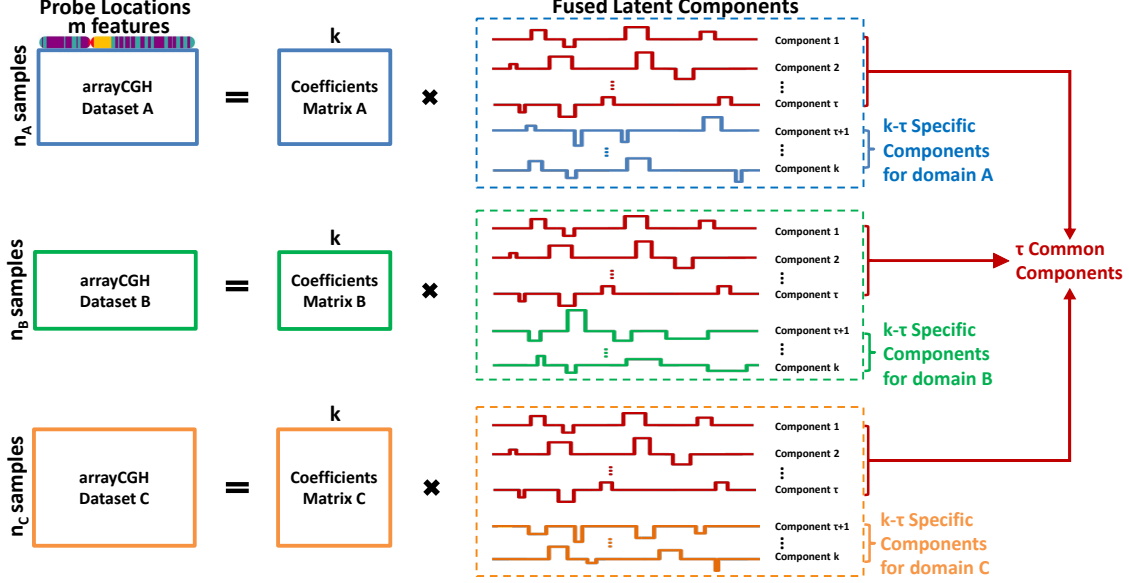 Probe Locations
m features
n_A samples
arrayCGH
Dataset A
=
k
Coefficients
Matrix A
×
Fused Latent Components
Component 1
Component 2
⋮
Component τ
Component τ+1
⋮
Component k
k-τ Specific
Components
for domain A
n_B samples
arrayCGH
Dataset B
=
k
Coefficients
Matrix B
×
Component 1
Component 2
⋮
Component τ
Component τ+1
⋮
Component k
k-τ Specific
Components
for domain B
τ Common
Components
n_C samples
arrayCGH
Dataset C
=
k
Coefficients
Matrix C
×
Component 1
Component 2
⋮
Component τ
Component τ+1
⋮
Component k
k-τ Specific
Components
for domain C